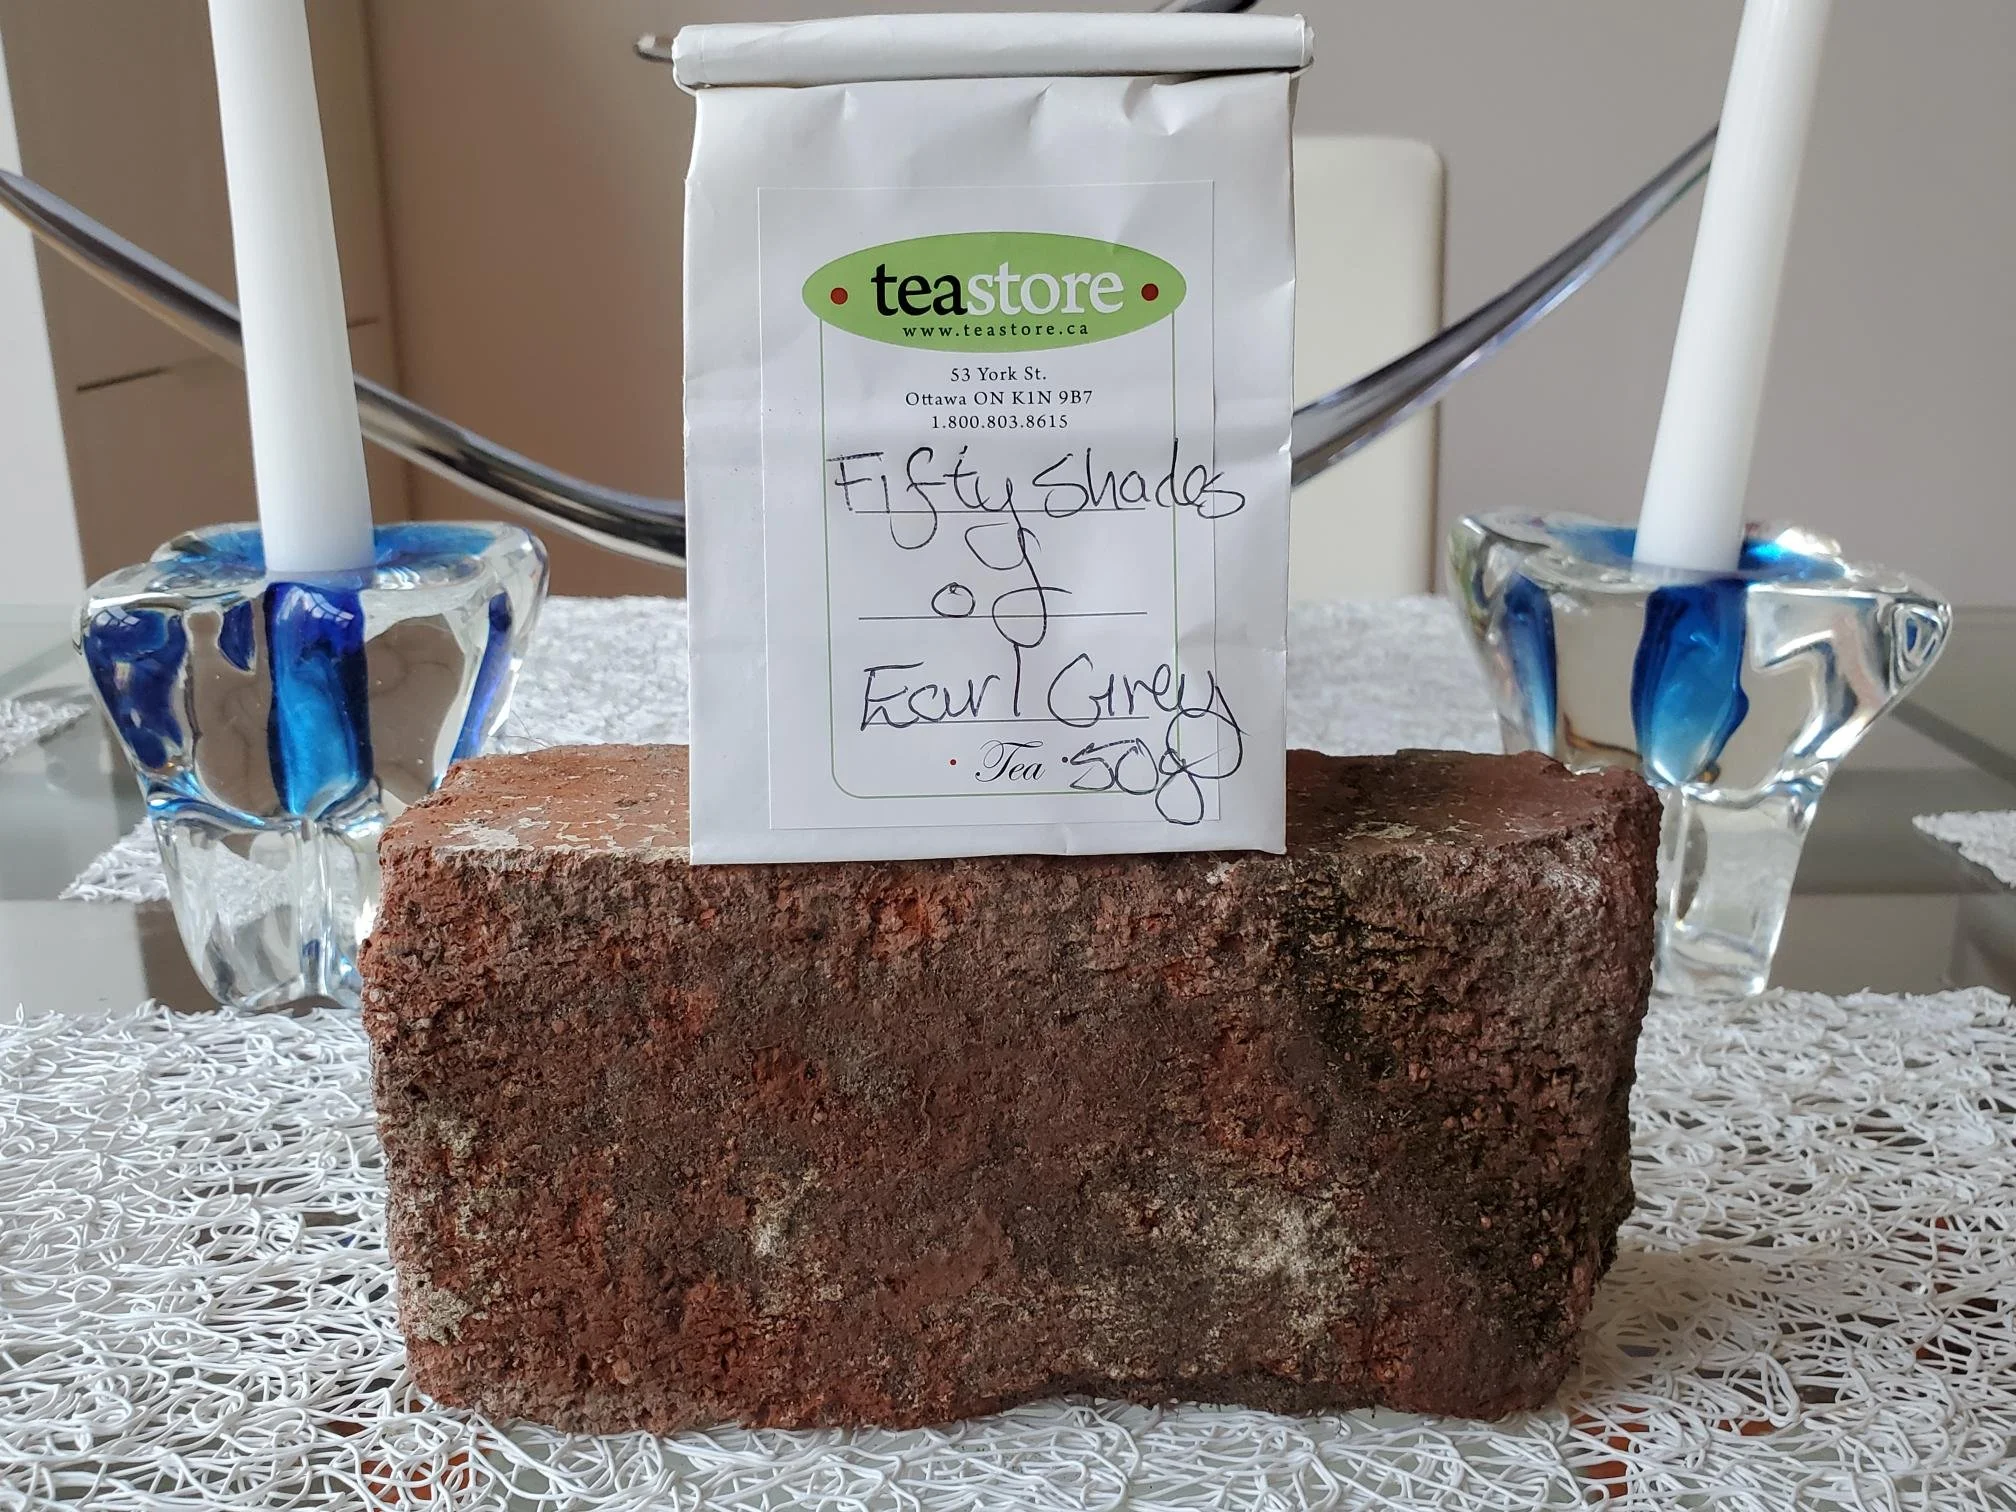 teastore
www.teastore.ca
53 York St.
Ottawa ON K1N 9B7
1.800.803.8615
Fifty Shades
of
Earl Grey
• Tea • 50g